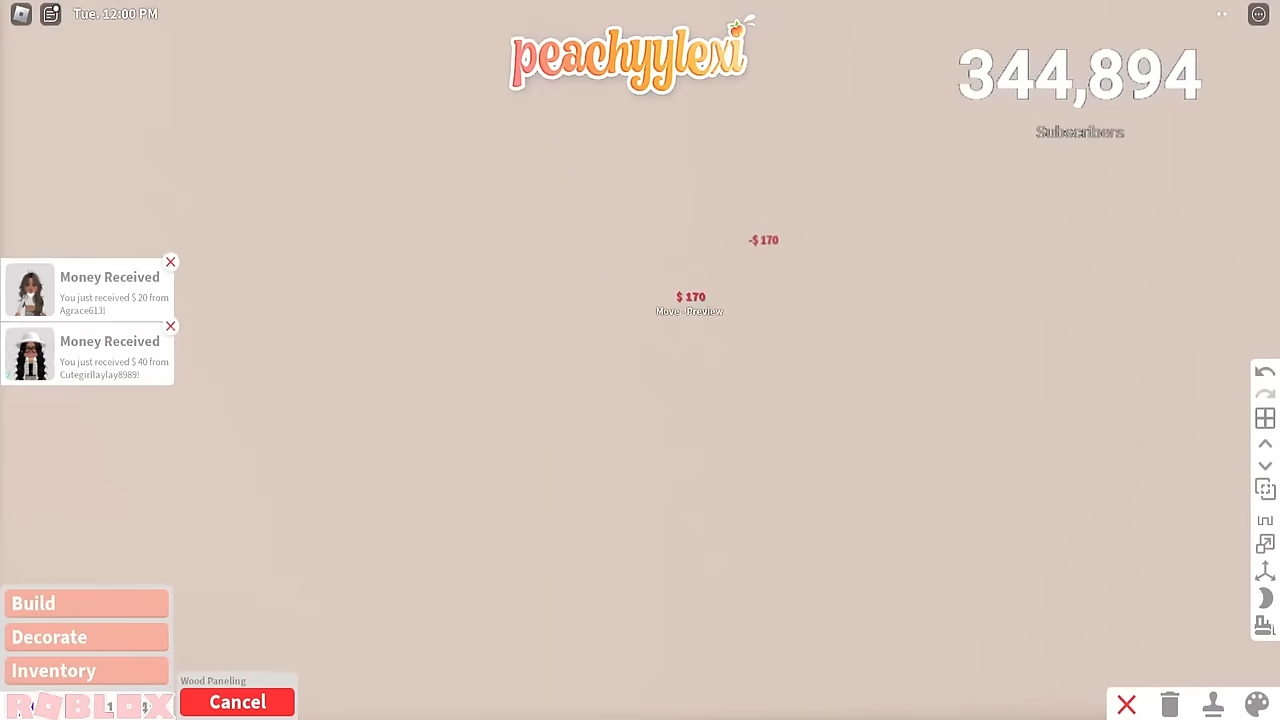 Tue. 12:00 PM
peachyylexi
344,894
Subscribers
-$ 170
$ 170
Move - Preview
Money Received
You just received $ 20 from
Agrace613!
Money Received
You just received $ 40 from
Cutegirllaylay8989!
Build
Decorate
Inventory
Wood Paneling
Cancel
ROBLOX